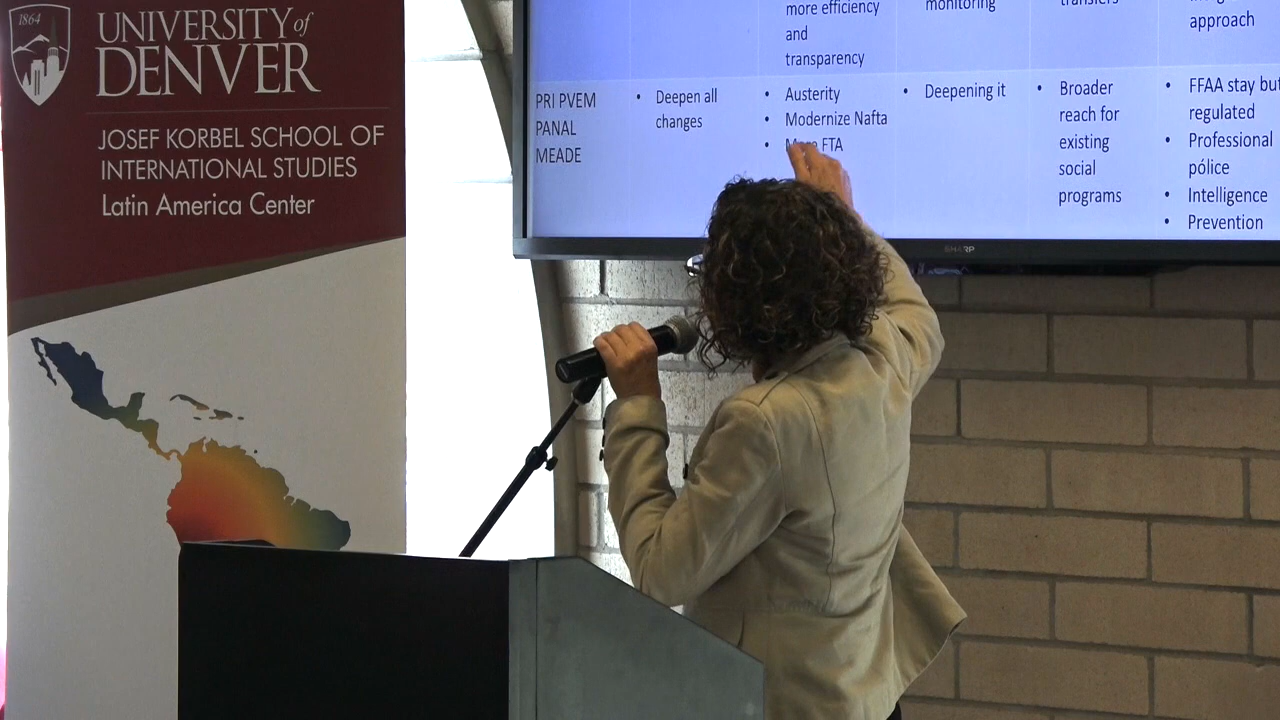 1864
UNIVERSITY of
DENVER
JOSEF KORBEL SCHOOL OF
INTERNATIONAL STUDIES
Latin America Center
more efficiency
and
transparency
monitoring
approach
PRI PVEM
PANAL
MEADE
• Deepen all
changes
• Austerity
• Modernize Nafta
• More FTA
• Deepening it
• Broader
reach for
existing
social
programs
• FFAA stay but
regulated
• Professional
pólice
• Intelligence
• Prevention
SHARP